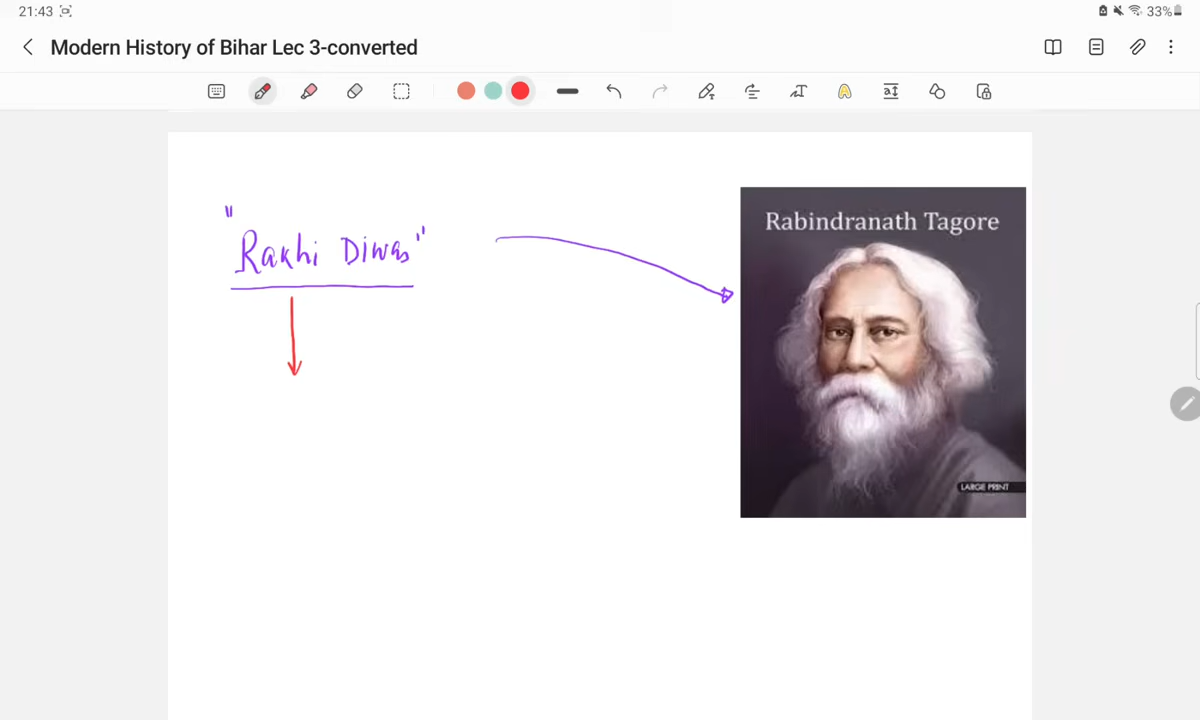 21:43
33%
Modern History of Bihar Lec 3-converted
"Rakhi Diwas"
Rabindranath Tagore
LARGE PRINT